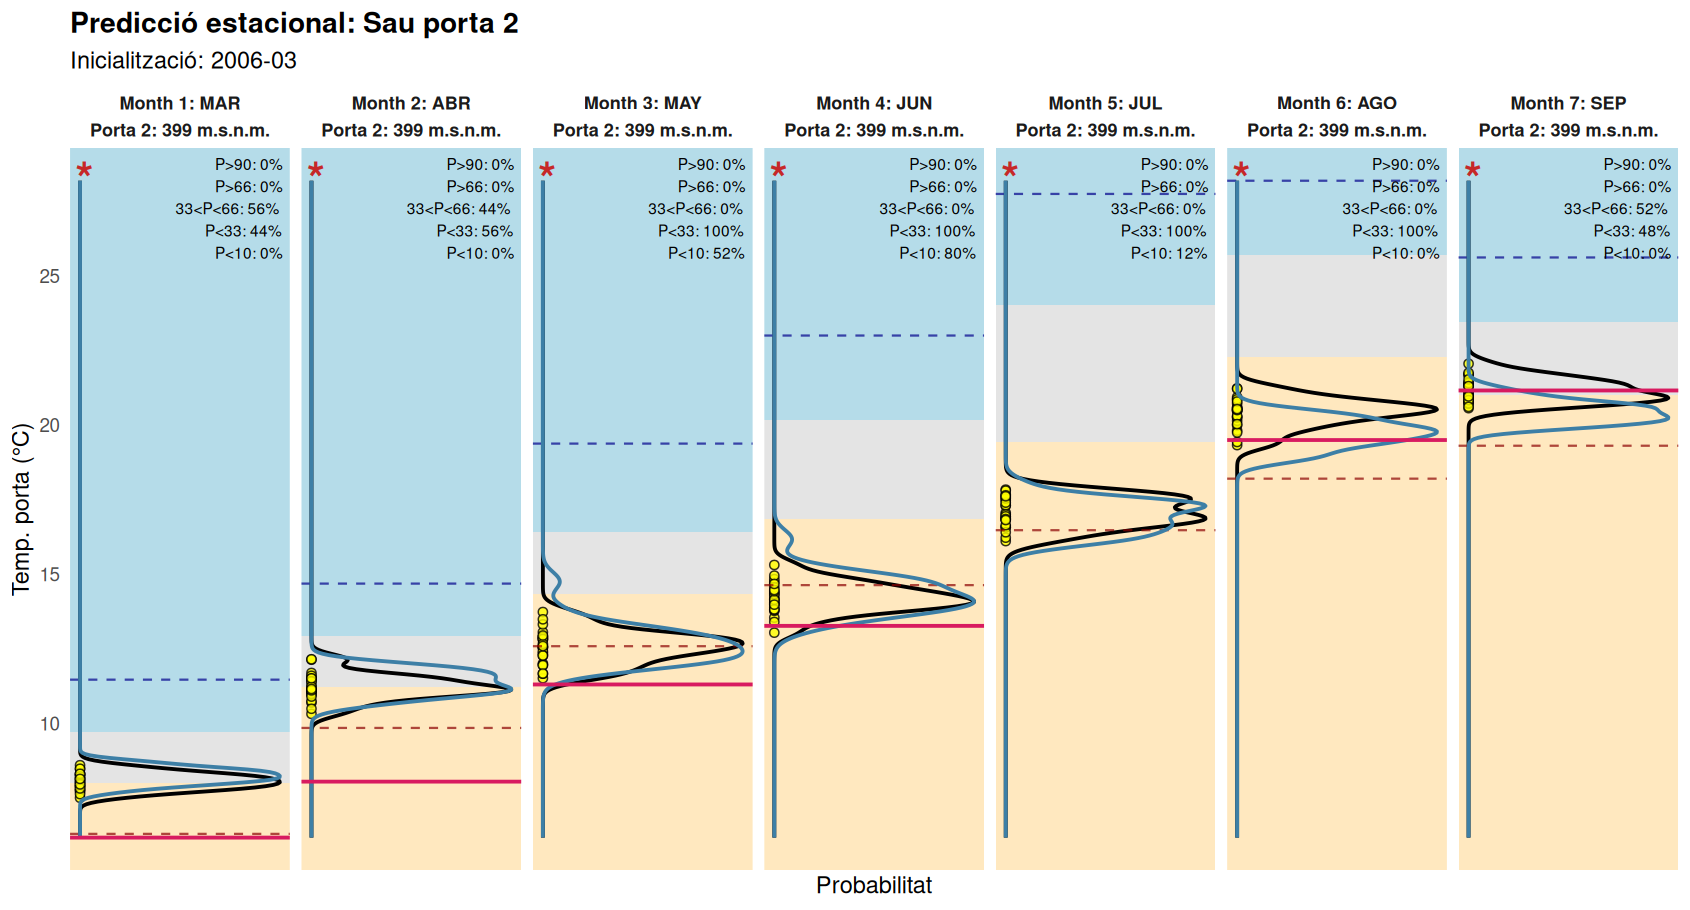 Predicció estacional: Sau porta 2
Inicialització: 2006-03
Month 1: MAR
Porta 2: 399 m.s.n.m.
Month 2: ABR
Porta 2: 399 m.s.n.m.
Month 3: MAY
Porta 2: 399 m.s.n.m.
Month 4: JUN
Porta 2: 399 m.s.n.m.
Month 5: JUL
Porta 2: 399 m.s.n.m.
Month 6: AGO
Porta 2: 399 m.s.n.m.
Month 7: SEP
Porta 2: 399 m.s.n.m.
*
P>90: 0%
P>66: 0%
33<P<66: 56%
P<33: 44%
P<10: 0%
*
P>90: 0%
P>66: 0%
33<P<66: 44%
P<33: 56%
P<10: 0%
*
P>90: 0%
P>66: 0%
33<P<66: 0%
P<33: 100%
P<10: 52%
*
P>90: 0%
P>66: 0%
33<P<66: 0%
P<33: 100%
P<10: 80%
*
P>90: 0%
P>66: 0%
33<P<66: 0%
P<33: 100%
P<10: 12%
*
P>90: 0%
P>66: 0%
33<P<66: 0%
P<33: 100%
P<10: 0%
*
P>90: 0%
P>66: 0%
33<P<66: 52%
P<33: 48%
P<10: 0%
Temp. porta (°C)
25
20
15
10
Probabilitat